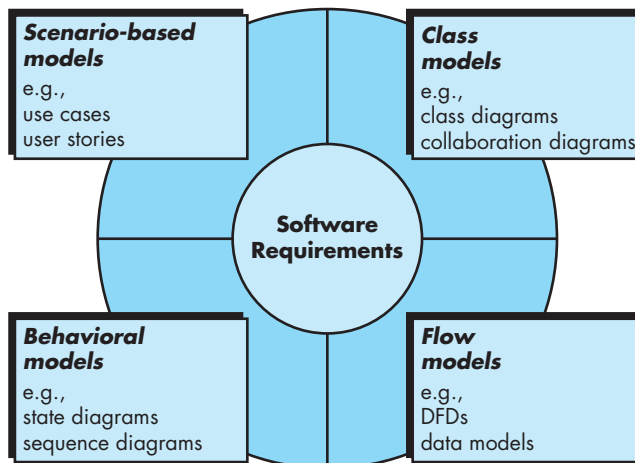 Scenario-based
models
e.g.,
use cases
user stories
Class
models
e.g.,
class diagrams
collaboration diagrams
Software
Requirements
Behavioral
models
e.g.,
state diagrams
sequence diagrams
Flow
models
e.g.,
DFDs
data models